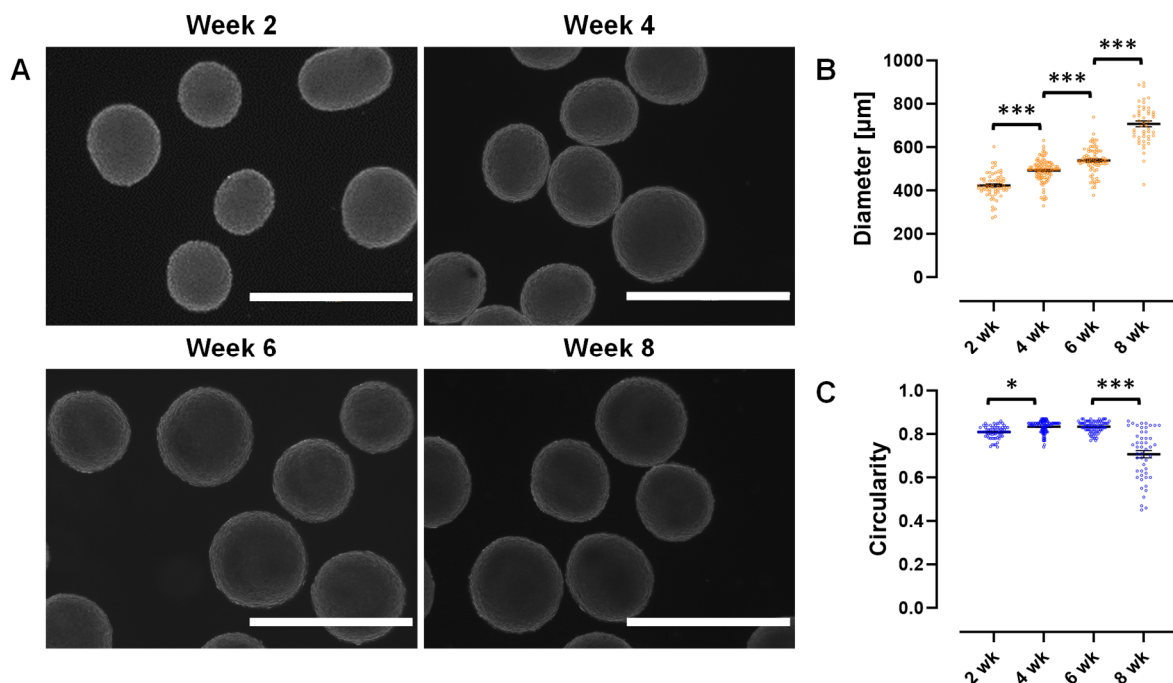 Week 2
Week 4
A
Week 6
Week 8
B
Diameter [µm]
1000
800
600
400
200
0
***
***
***
2 wk
4 wk
6 wk
8 wk
C
Circularity
1.0
0.8
0.6
0.4
0.2
0.0
*
***
2 wk
4 wk
6 wk
8 wk